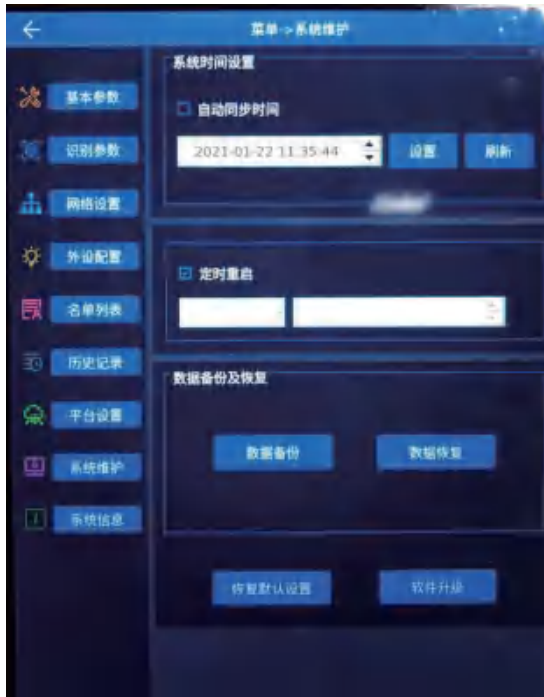 菜单->系统维护
基本参数
识别参数
网络设置
外设配置
名单列表
历史记录
平台设置
系统维护
系统信息
系统时间设置
自动同步时间
2021-01-22 11:35:44
设置
刷新
定时重启
数据备份及恢复
数据备份
数据恢复
恢复默认设置
软件升级